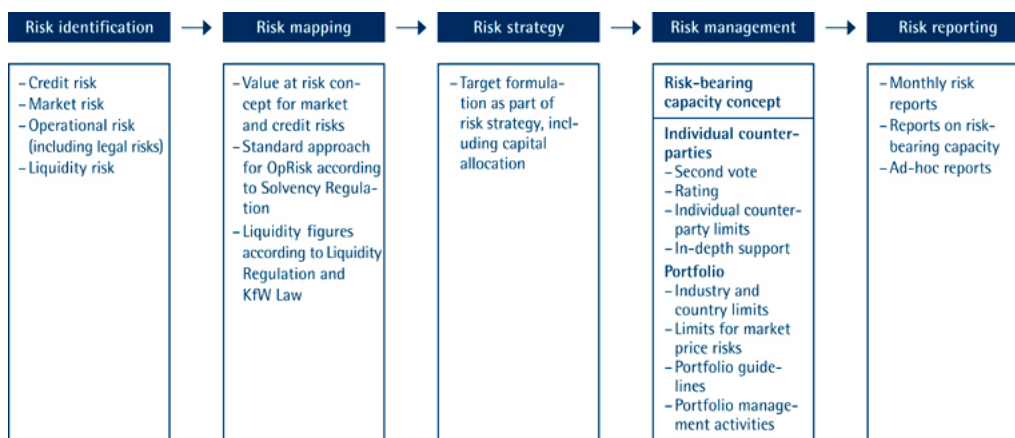 Risk identification → Risk mapping → Risk strategy → Risk management → Risk reporting
– Credit risk
– Market risk
– Operational risk
(including legal risks)
– Liquidity risk
– Value at risk con-
cept for market
and credit risks
– Standard approach
for OpRisk according
to Solvency Regula-
tion
– Liquidity figures
according to Liquidity
Regulation and
KfW Law
– Target formula-
tion as part of
risk strategy, inc-
luding capital
allocation
Risk-bearing
capacity concept
Individual counter-
parties
– Second vote
– Rating
– Individual counter-
party limits
– In-depth support
Portfolio
– Industry and
country limits
– Limits for market
price risks
– Portfolio guide-
lines
– Portfolio manage-
ment activities
– Monthly risk
reports
– Reports on risk-
bearing capacity
– Ad-hoc reports